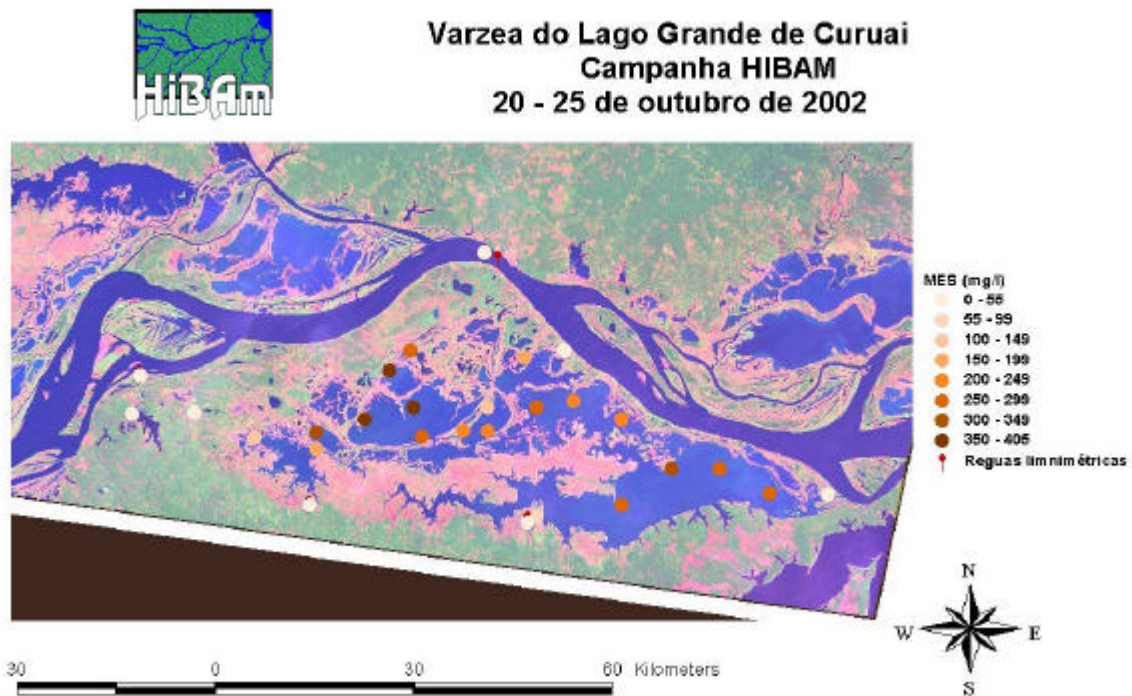 HiBAm
Varzea do Lago Grande de Curuai
Campanha HIBAM
20 - 25 de outubro de 2002
MES (mg/l)
0 - 55
55 - 99
100 - 149
150 - 199
200 - 249
250 - 299
300 - 349
350 - 405
Reguas limnimétricas
N
W
E
S
30 0 30 60 Kilometers